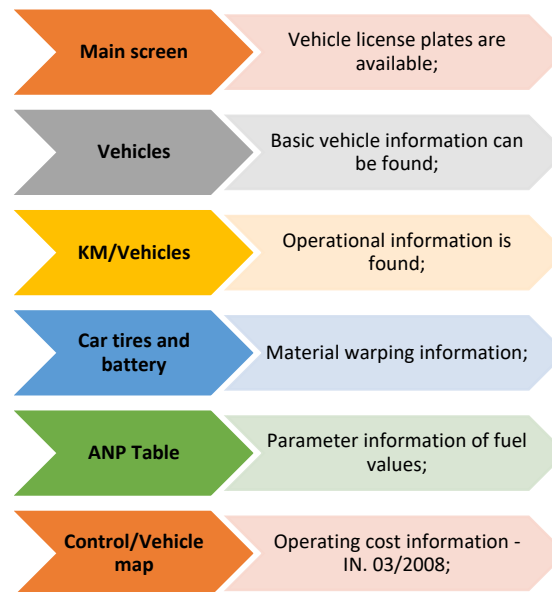 Main screen
Vehicle license plates are
available;
Vehicles
Basic vehicle information can
be found;
KM/Vehicles
Operational information is
found;
Car tires and
battery
Material warping information;
ANP Table
Parameter information of fuel
values;
Control/Vehicle
map
Operating cost information -
IN. 03/2008;